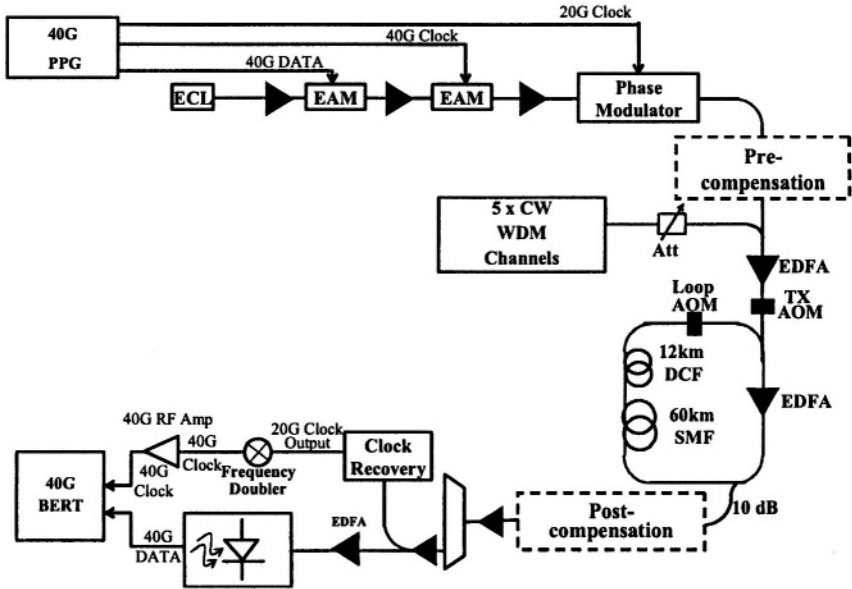 20G Clock
40G
PPG
40G Clock
40G DATA
ECL
EAM
EAM
Phase
Modulator
Pre-
compensation
5 x CW
WDM
Channels
Att
EDFA
Loop
AOM
TX
AOM
12km
DCF
60km
SMF
EDFA
40G RF Amp
20G Clock
Output
40G
Clock
Frequency
Doubler
Clock
Recovery
40G
Clock
40G
BERT
10 dB
Post-
compensation
EDFA
40G
DATA